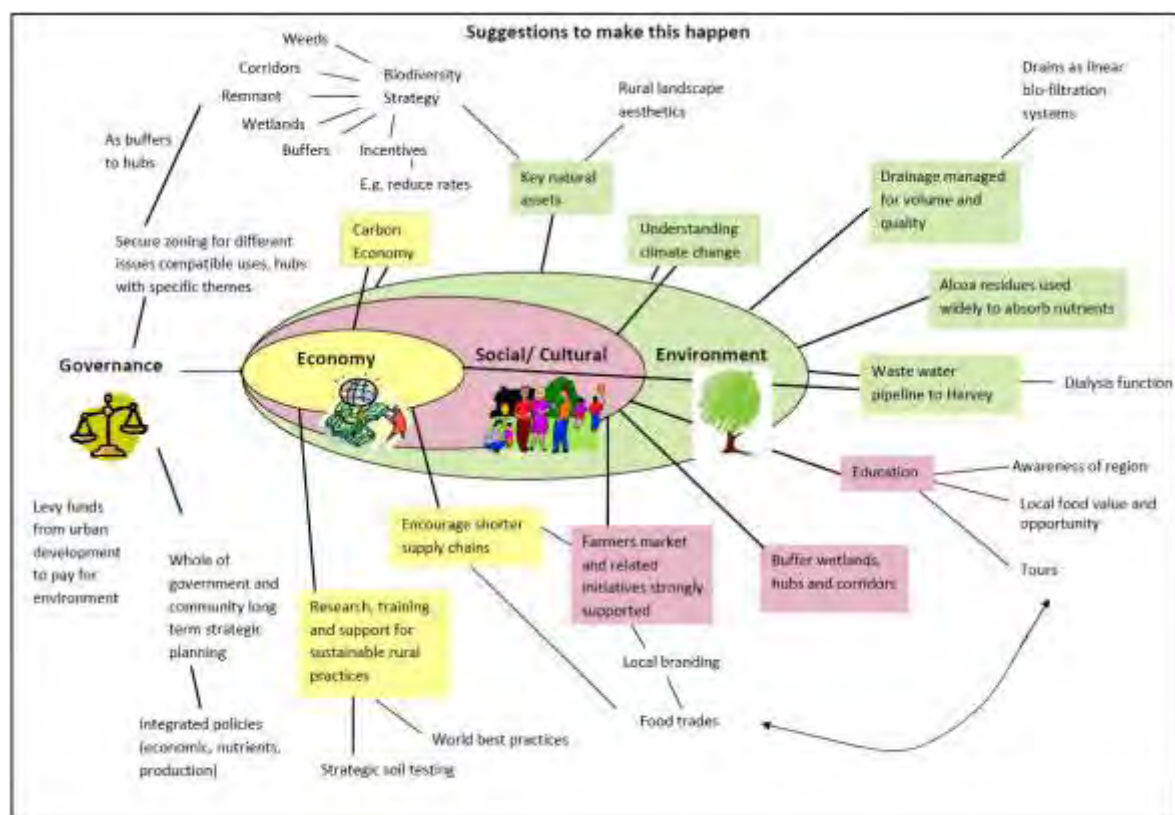 Suggestions to make this happen
Weeds
Corridors
Remnant
Wetlands
Buffers
Biodiversity
Strategy
Incentives
E.g. reduce rates
Rural landscape
aesthetics
Drains as linear
bio-filtration
systems
As buffers
to hubs
Key natural
assets
Drainage managed
for volume and
quality
Secure zoning for different
issues compatible uses, hubs
with specific themes
Carbon
Economy
Understanding
climate change
Alcoa residues used
widely to absorb nutrients
Governance
Economy
Social/ Cultural
Environment
Waste water
pipeline to Harvey
Dialysis function
Education
Awareness of region
Local food value and
opportunity
Tours
Levy funds
from urban
development
to pay for
environment
Whole of
government and
community long
term strategic
planning
Integrated policies
(economic, nutrients,
production)
Encourage shorter
supply chains
Farmers market
and related
initiatives strongly
supported
Buffer wetlands,
hubs and corridors
Research, training
and support for
sustainable rural
practices
Local branding
Food trades
World best practices
Strategic soil testing